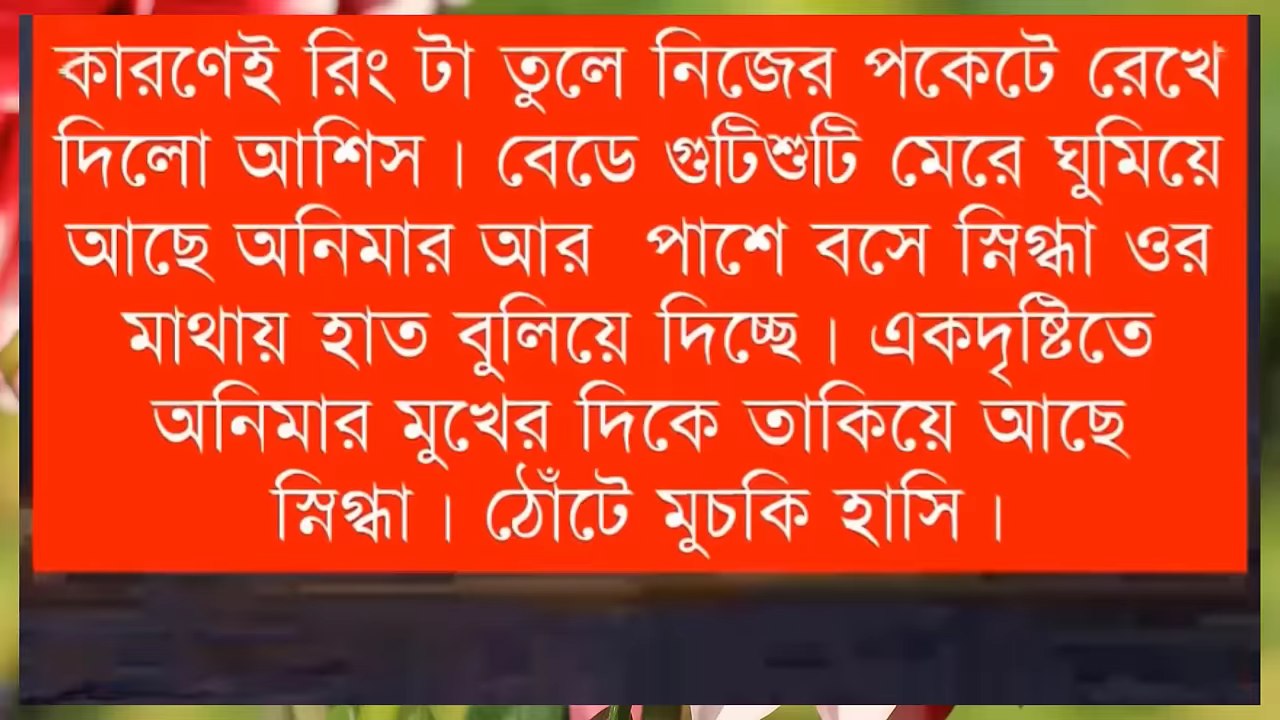 কারণেই রিং টা তুলে নিজের পকেটে রেখে
দিলো আশিস । বেডে গুটিশুটি মেরে ঘুমিয়ে
আছে অনিমার আর পাশে বসে স্নিগ্ধা ওর
মাথায় হাত বুলিয়ে দিচ্ছে । একদৃষ্টিতে
অনিমার মুখের দিকে তাকিয়ে আছে
স্নিগ্ধা । ঠোঁটে মুচকি হাসি ।